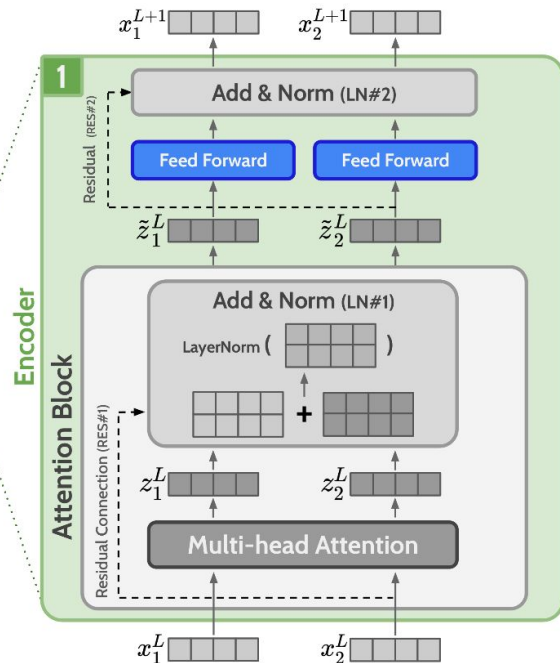 x_1^{L+1} x_2^{L+1}
1
Add & Norm (LN#2)
Residual (RES#2)
Feed Forward Feed Forward
z̃_1^L z̃_2^L
Encoder
Attention Block
Add & Norm (LN#1)
LayerNorm ( )
+
Residual Connection (RES#1)
z_1^L z_2^L
Multi-head Attention
x_1^L x_2^L